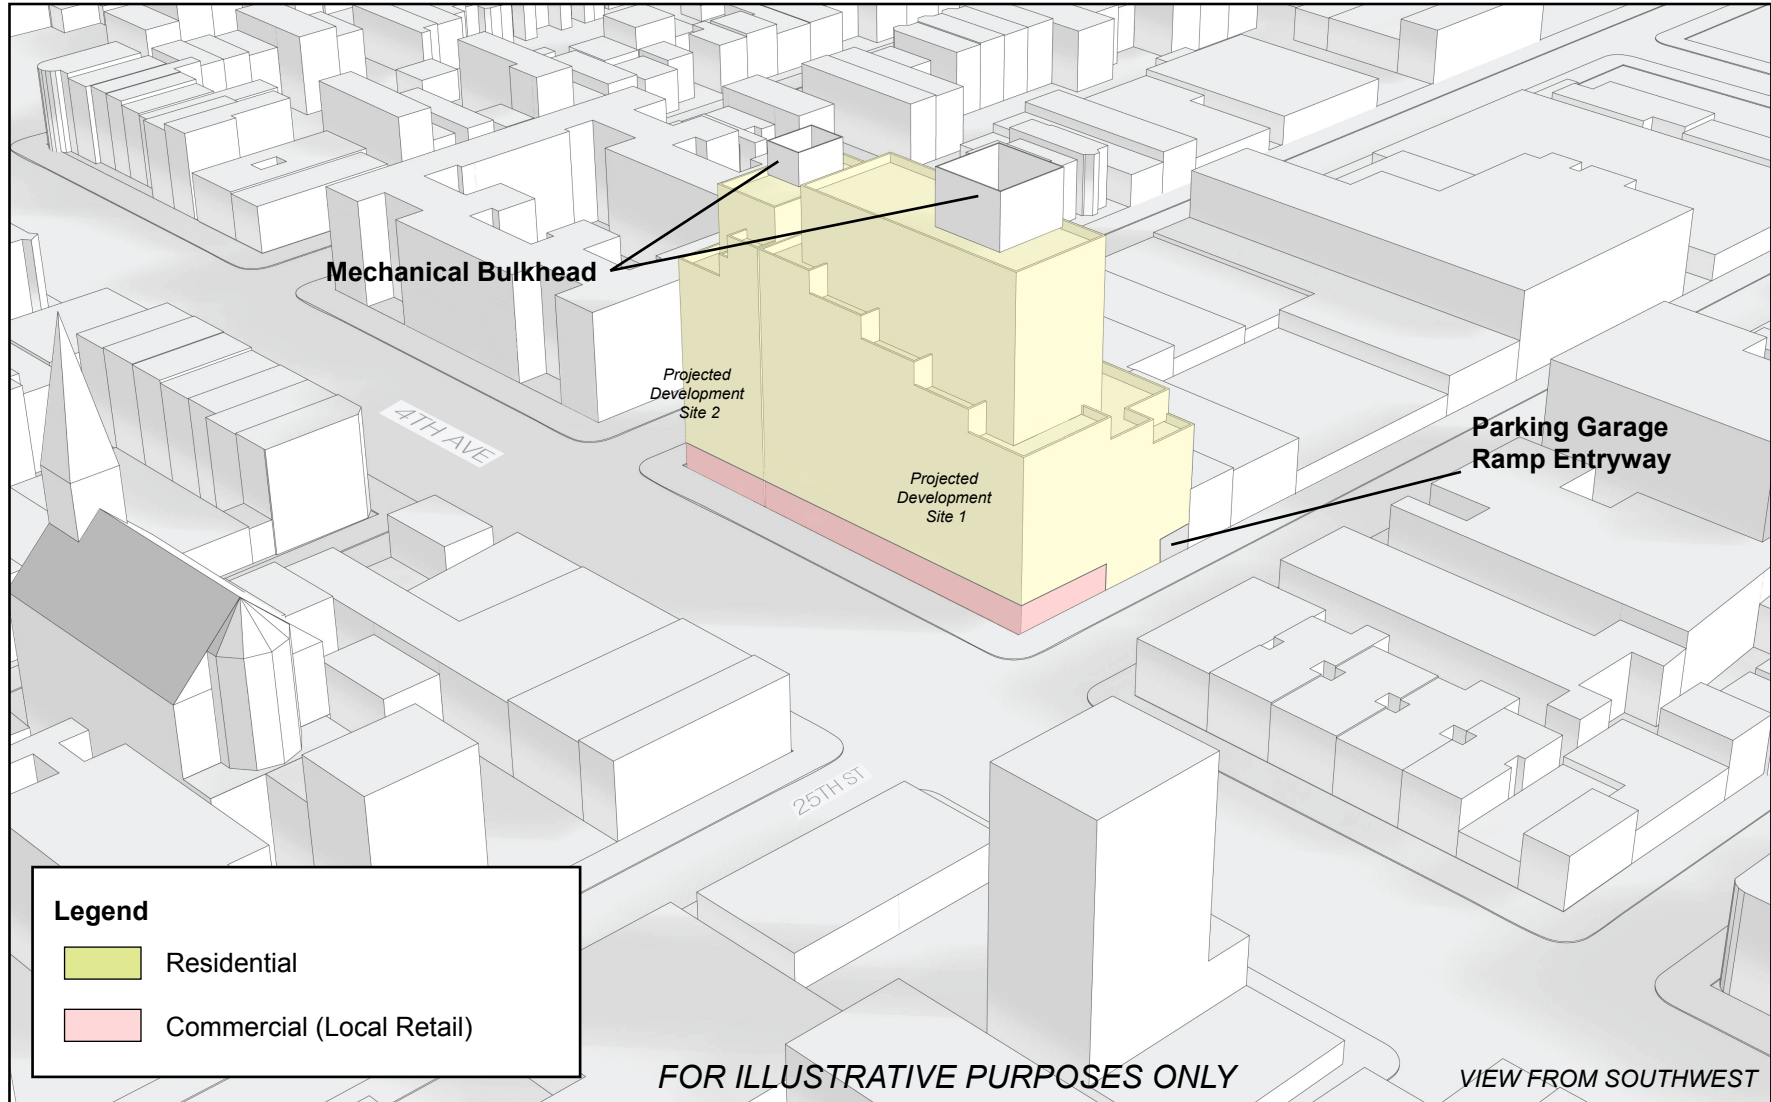 Mechanical Bulkhead
Projected
Development
Site 2
4TH AVE
Parking Garage
Ramp Entryway
Projected
Development
Site 1
25TH ST
Legend
Residential
Commercial (Local Retail)
FOR ILLUSTRATIVE PURPOSES ONLY
VIEW FROM SOUTHWEST